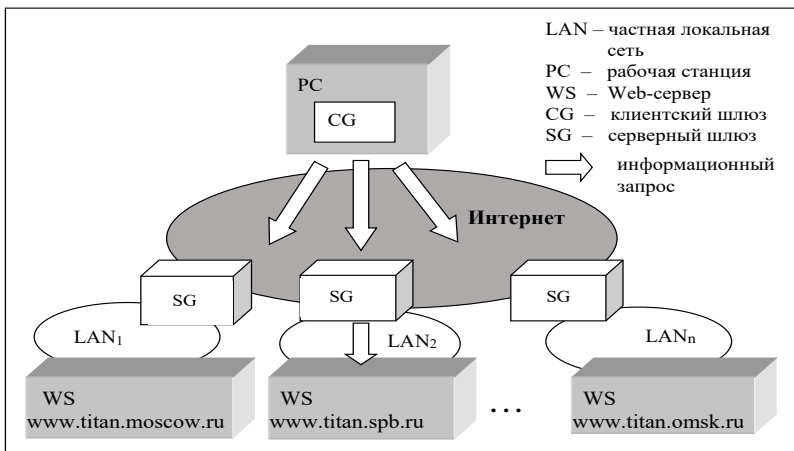 LAN – частная локальная
сеть
PC – рабочая станция
WS – Web-сервер
CG – клиентский шлюз
SG – серверный шлюз
информационный
запрос
PC
CG
Интернет
SG
SG
SG
LAN1
LAN2
LANn
WS
www.titan.moscow.ru
WS
www.titan.spb.ru
...
WS
www.titan.omsk.ru